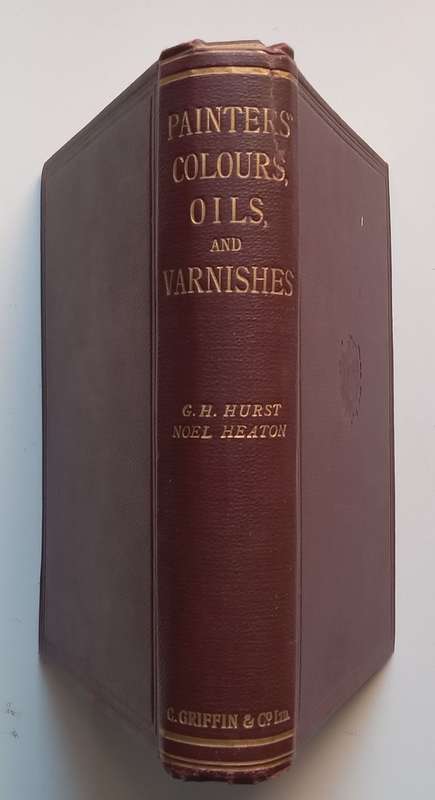 PAINTERS'
COLOURS,
OILS,
AND
VARNISHES
G. H. HURST
NOEL HEATON
C. GRIFFIN & Co. Ltd.